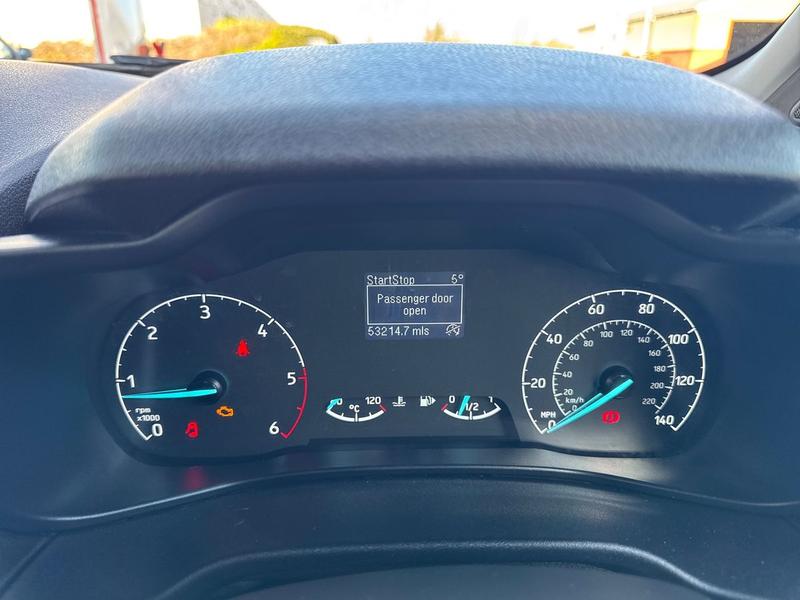 StartStop 5°
Passenger door
open
53214.7 mls
0 1 2 3 4 5 6
rpm
x1000
60 120
°C
0 1/2 1
0 20 40 60 80 100 120 140
MPH
0 20 40 60 80 100 120 140 160 180 200 220
km/h